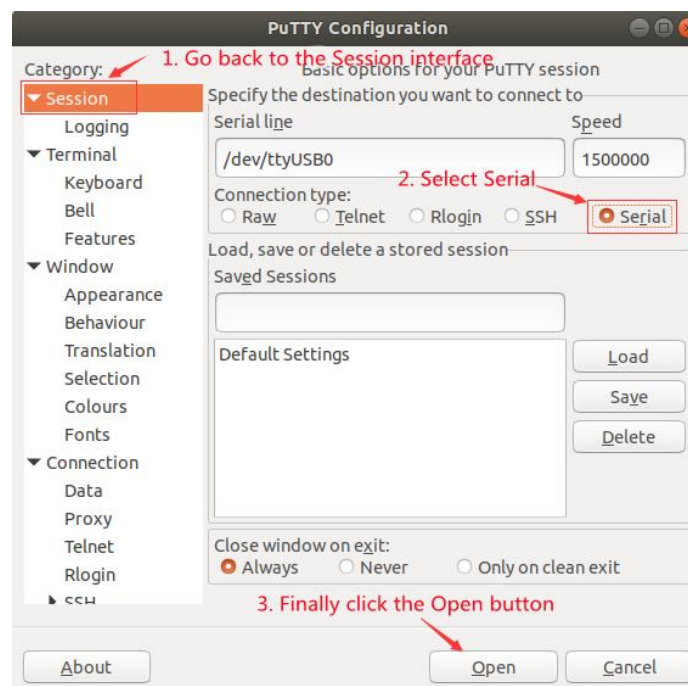 PuTTY Configuration
1. Go back to the Session interface
Category:
Basic options for your PuTTY session
Session
Logging
Terminal
Keyboard
Bell
Features
Window
Appearance
Behaviour
Translation
Selection
Colours
Fonts
Connection
Data
Proxy
Telnet
Rlogin
SSH
Specify the destination you want to connect to
Serial line
Speed
/dev/ttyUSB0
1500000
2. Select Serial
Connection type:
Raw
Telnet
Rlogin
SSH
Serial
Load, save or delete a stored session
Saved Sessions
Default Settings
Load
Save
Delete
Close window on exit:
Always
Never
Only on clean exit
3. Finally click the Open button
About
Open
Cancel